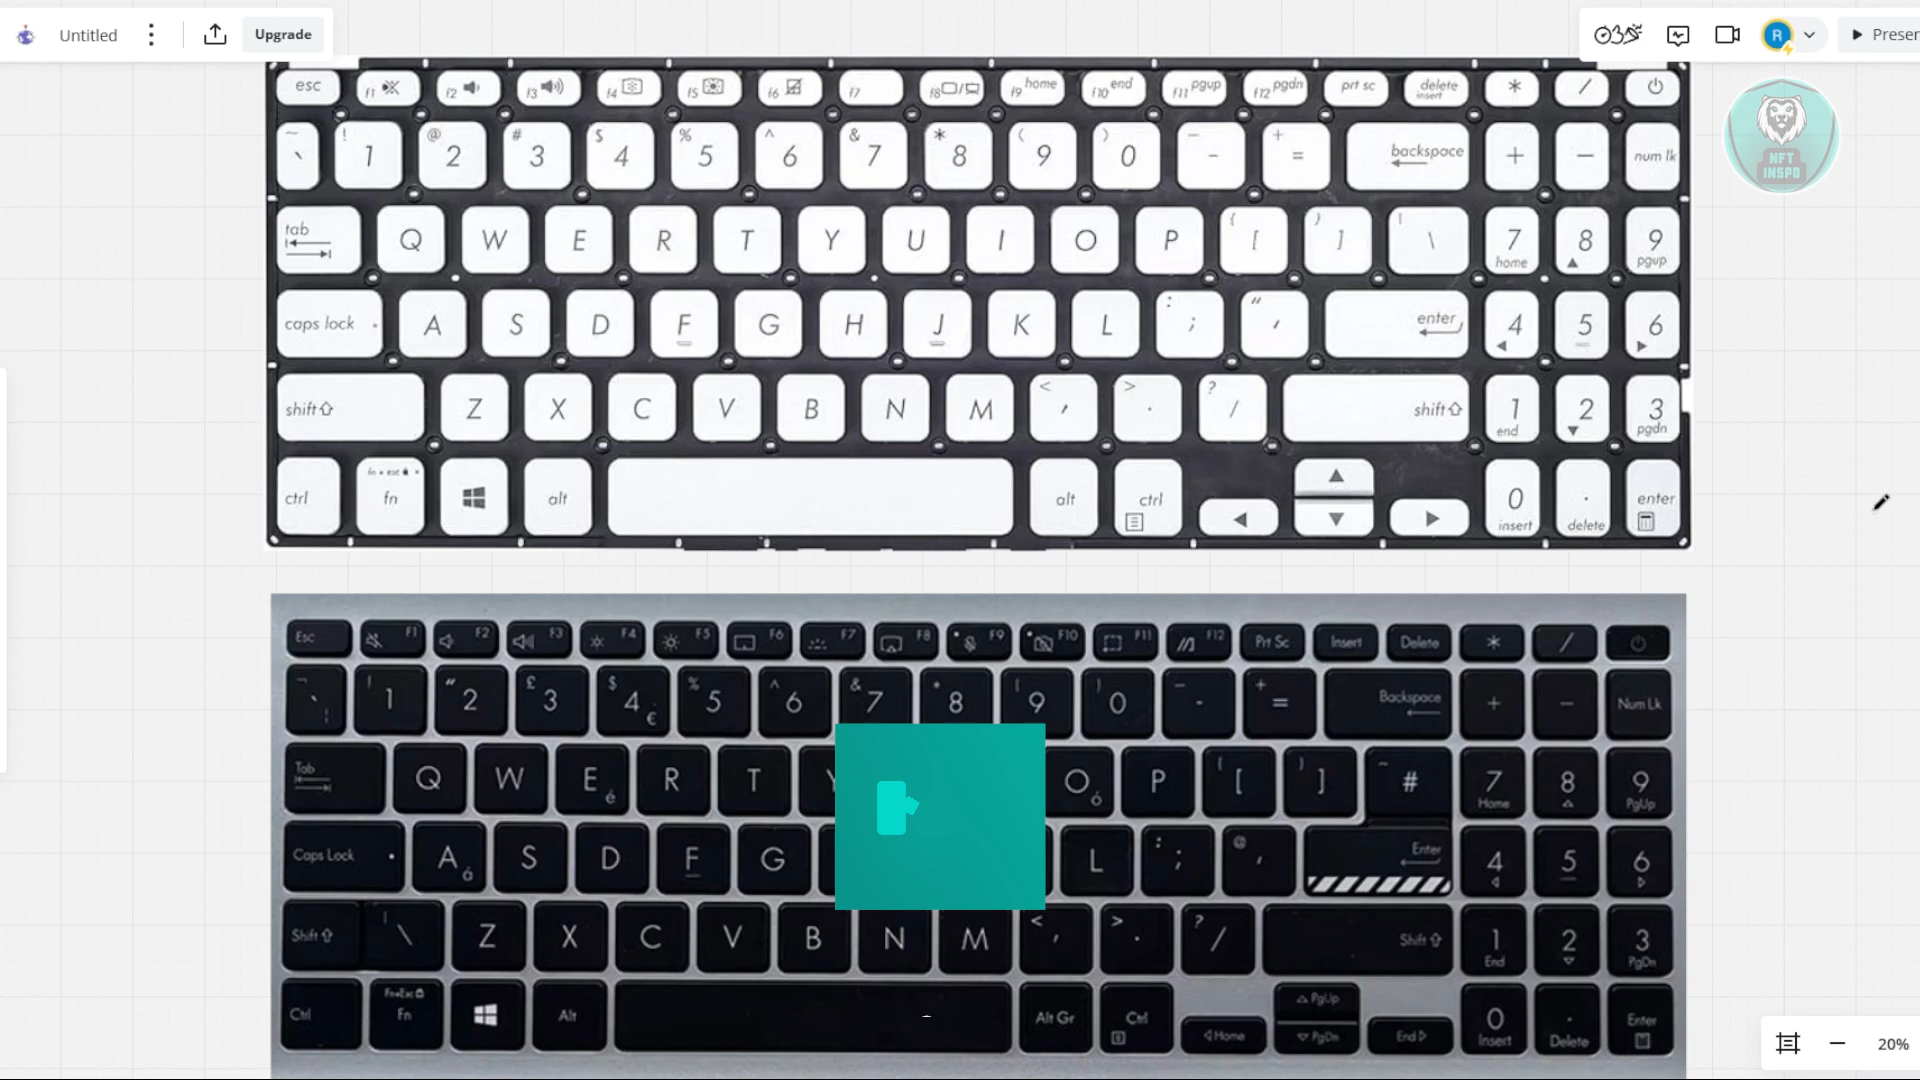 Untitled
Upgrade
R
Presen
NFT
INSPO
esc f1 f2 f3 f4 f5 f6 f7 f8 f9 home f10 end f11 pgup f12 pgdn prt sc delete insert * /
~ ` ! 1 @ 2 # 3 $ 4 % 5 ^ 6 & 7 * 8 ( 9 ) 0 _ - + = backspace + - num lk
tab Q W E R T Y U I O P { [ } ] | \ 7 home 8 9 pgup
caps lock A S D F G H J K L : ; " ' enter 4 5 6
shift Z X C V B N M < , > . ? / shift 1 end 2 3 pgdn
ctrl fn + esc fn alt alt ctrl 0 insert . delete enter
Esc F1 F2 F3 F4 F5 F6 F7 F8 F9 F10 F11 F12 Prt Sc Insert Delete * /
¬ ` ¦ ! 1 " 2 £ 3 $ 4 € % 5 ^ 6 & 7 * 8 ( 9 ) 0 _ - + = Backspace + - Num Lk
Tab Q W E é R T Y O ó P { [ } ] ~ # 7 Home 8 9 PgUp
Caps Lock A á S D F G L : ; @ ' Enter 4 5 6
Shift | \ Z X C V B N M < , > . ? / Shift 1 End 2 3 PgDn
Ctrl Fn+Esc Fn Alt Alt Gr Ctrl Home PgUp PgDn End 0 Insert . Delete Enter
20%